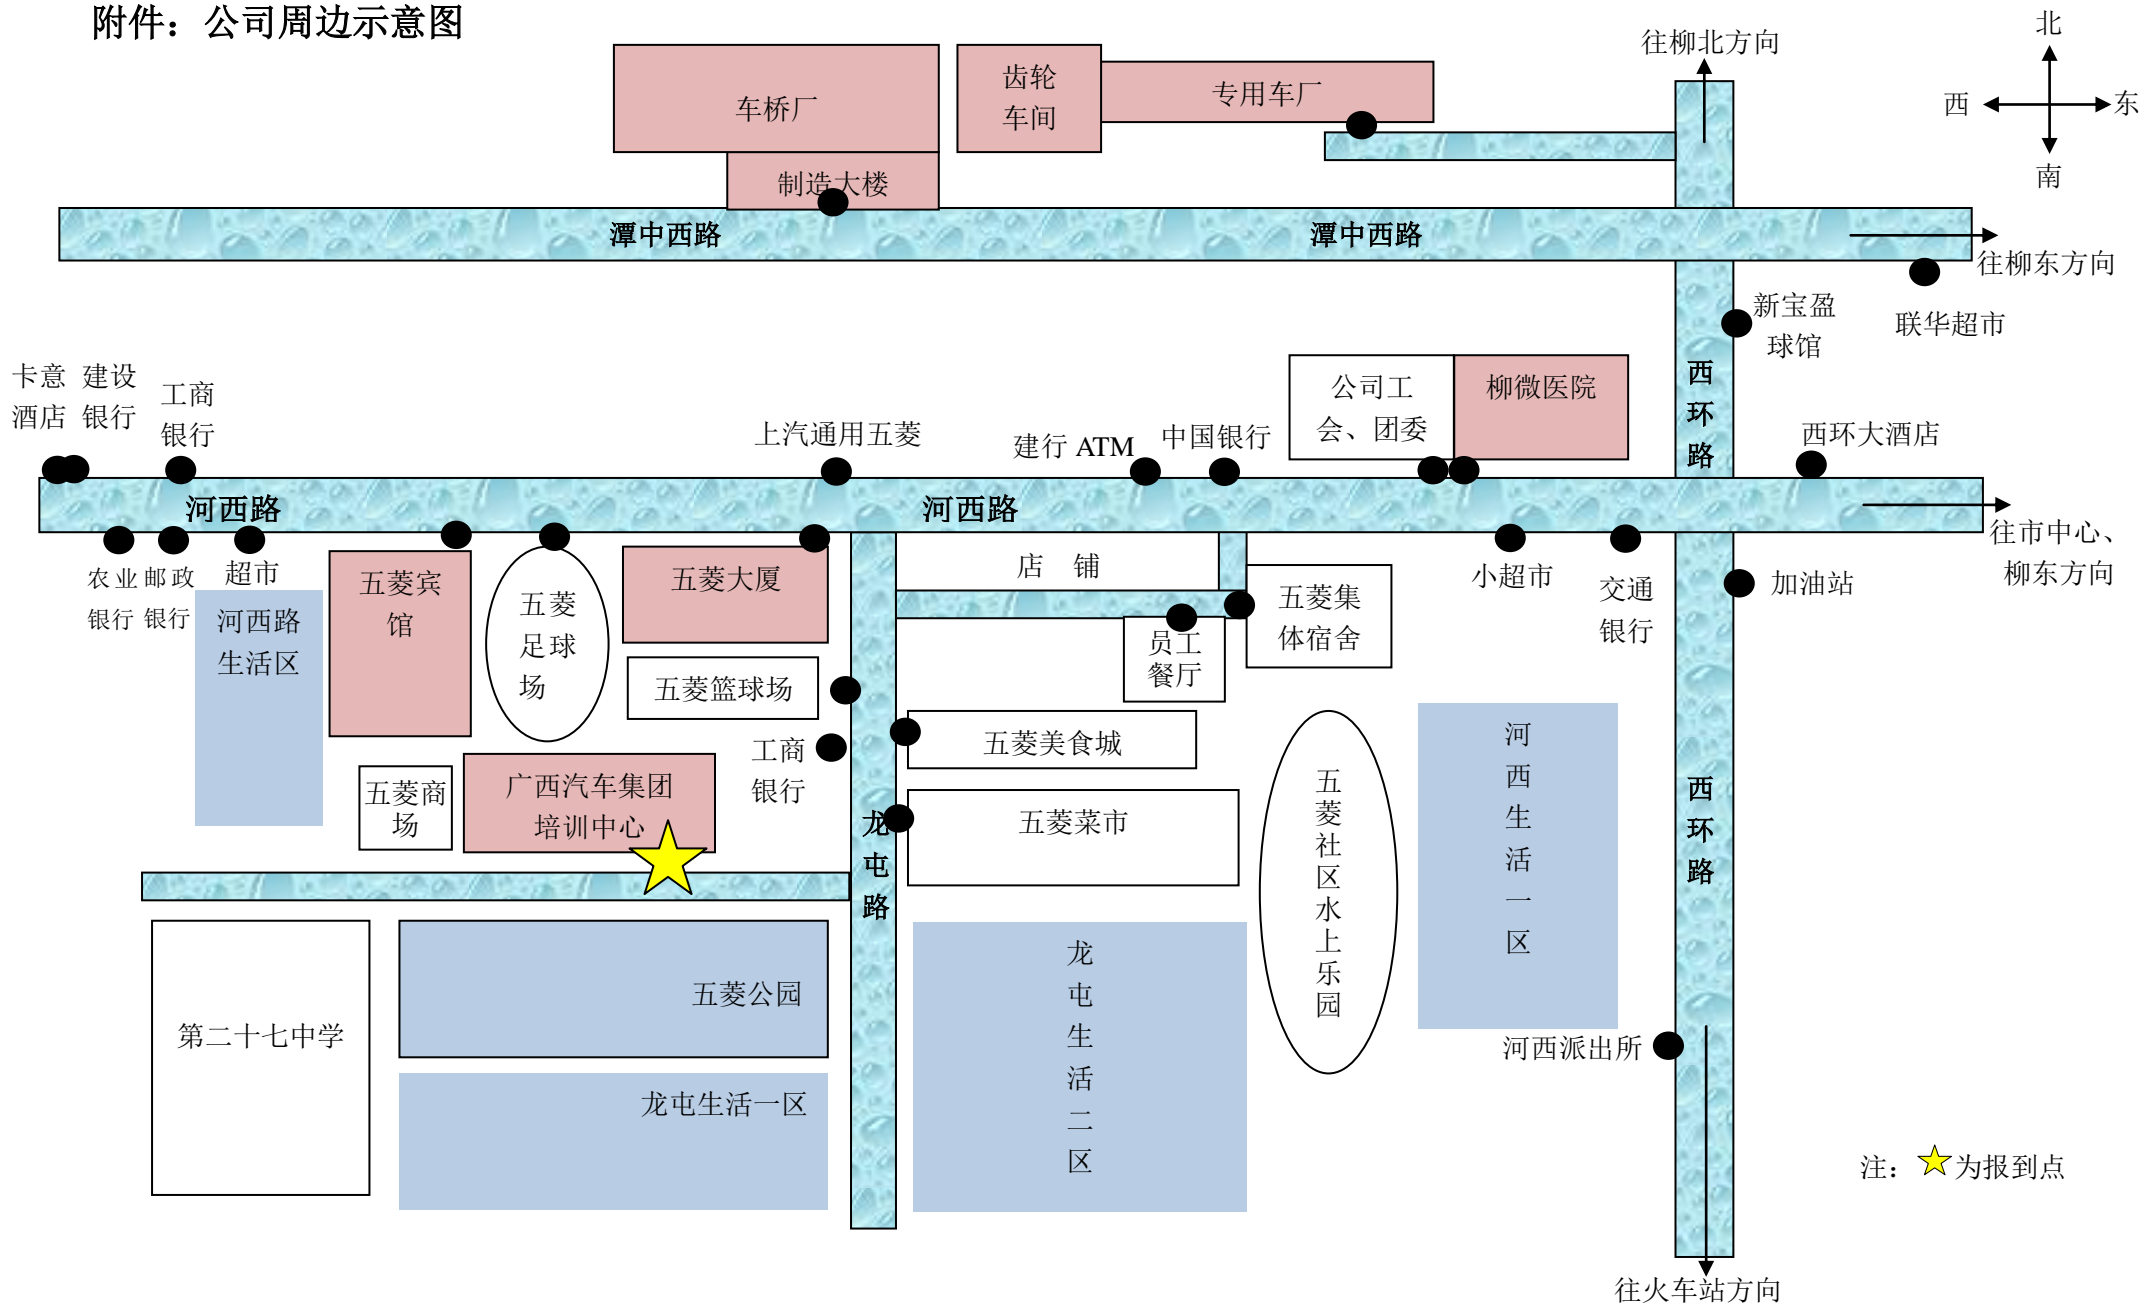 附件：公司周边示意图
北
西
东
南
往柳北方向
车桥厂
齿轮
车间
专用车厂
制造大楼
潭中西路
潭中西路
往柳东方向
新宝盈
球馆
联华超市
卡意
酒店
建设
银行
工商
银行
上汽通用五菱
建行 ATM
中国银行
公司工
会、团委
柳微医院
西
环
路
西环大酒店
河西路
河西路
往市中心、
柳东方向
农业
银行
邮政
银行
超市
河西路
生活区
五菱宾
馆
五菱
足球
场
五菱大厦
店 铺
员工
餐厅
五菱集
体宿舍
小超市
交通
银行
加油站
五菱篮球场
工商
银行
五菱美食城
五菱商
场
广西汽车集团
培训中心
龙
屯
路
五菱菜市
五
菱
社
区
水
上
乐
园
河
西
生
活
一
区
西
环
路
第二十七中学
五菱公园
龙屯生活一区
龙
屯
生
活
二
区
河西派出所
注：为报到点
往火车站方向